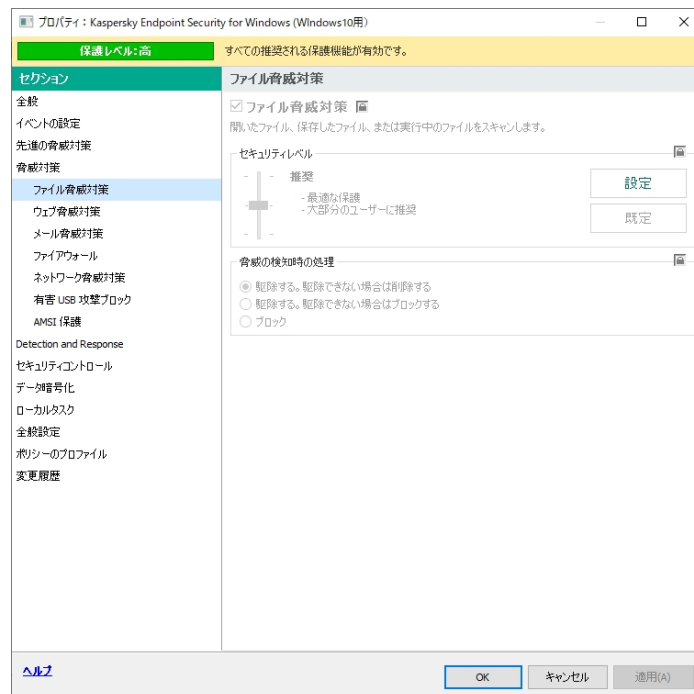 プロパティ：Kaspersky Endpoint Security for Windows (WIndows10用)
保護レベル：高
すべての推奨される保護機能が有効です。
セクション
全般
イベントの設定
先進の脅威対策
脅威対策
ファイル脅威対策
ウェブ脅威対策
メール脅威対策
ファイアウォール
ネットワーク脅威対策
有害 USB 攻撃ブロック
AMSI 保護
Detection and Response
セキュリティコントロール
データ暗号化
ローカルタスク
全般設定
ポリシーのプロファイル
変更履歴
ファイル脅威対策
ファイル脅威対策
開いたファイル、保存したファイル、または実行中のファイルをスキャンします。
セキュリティレベル
推奨
- 最適な保護
- 大部分のユーザーに推奨
設定
既定
脅威の検知時の処理
駆除する。駆除できない場合は削除する
駆除する。駆除できない場合はブロックする
ブロック
ヘルプ
OK
キャンセル
適用(A)